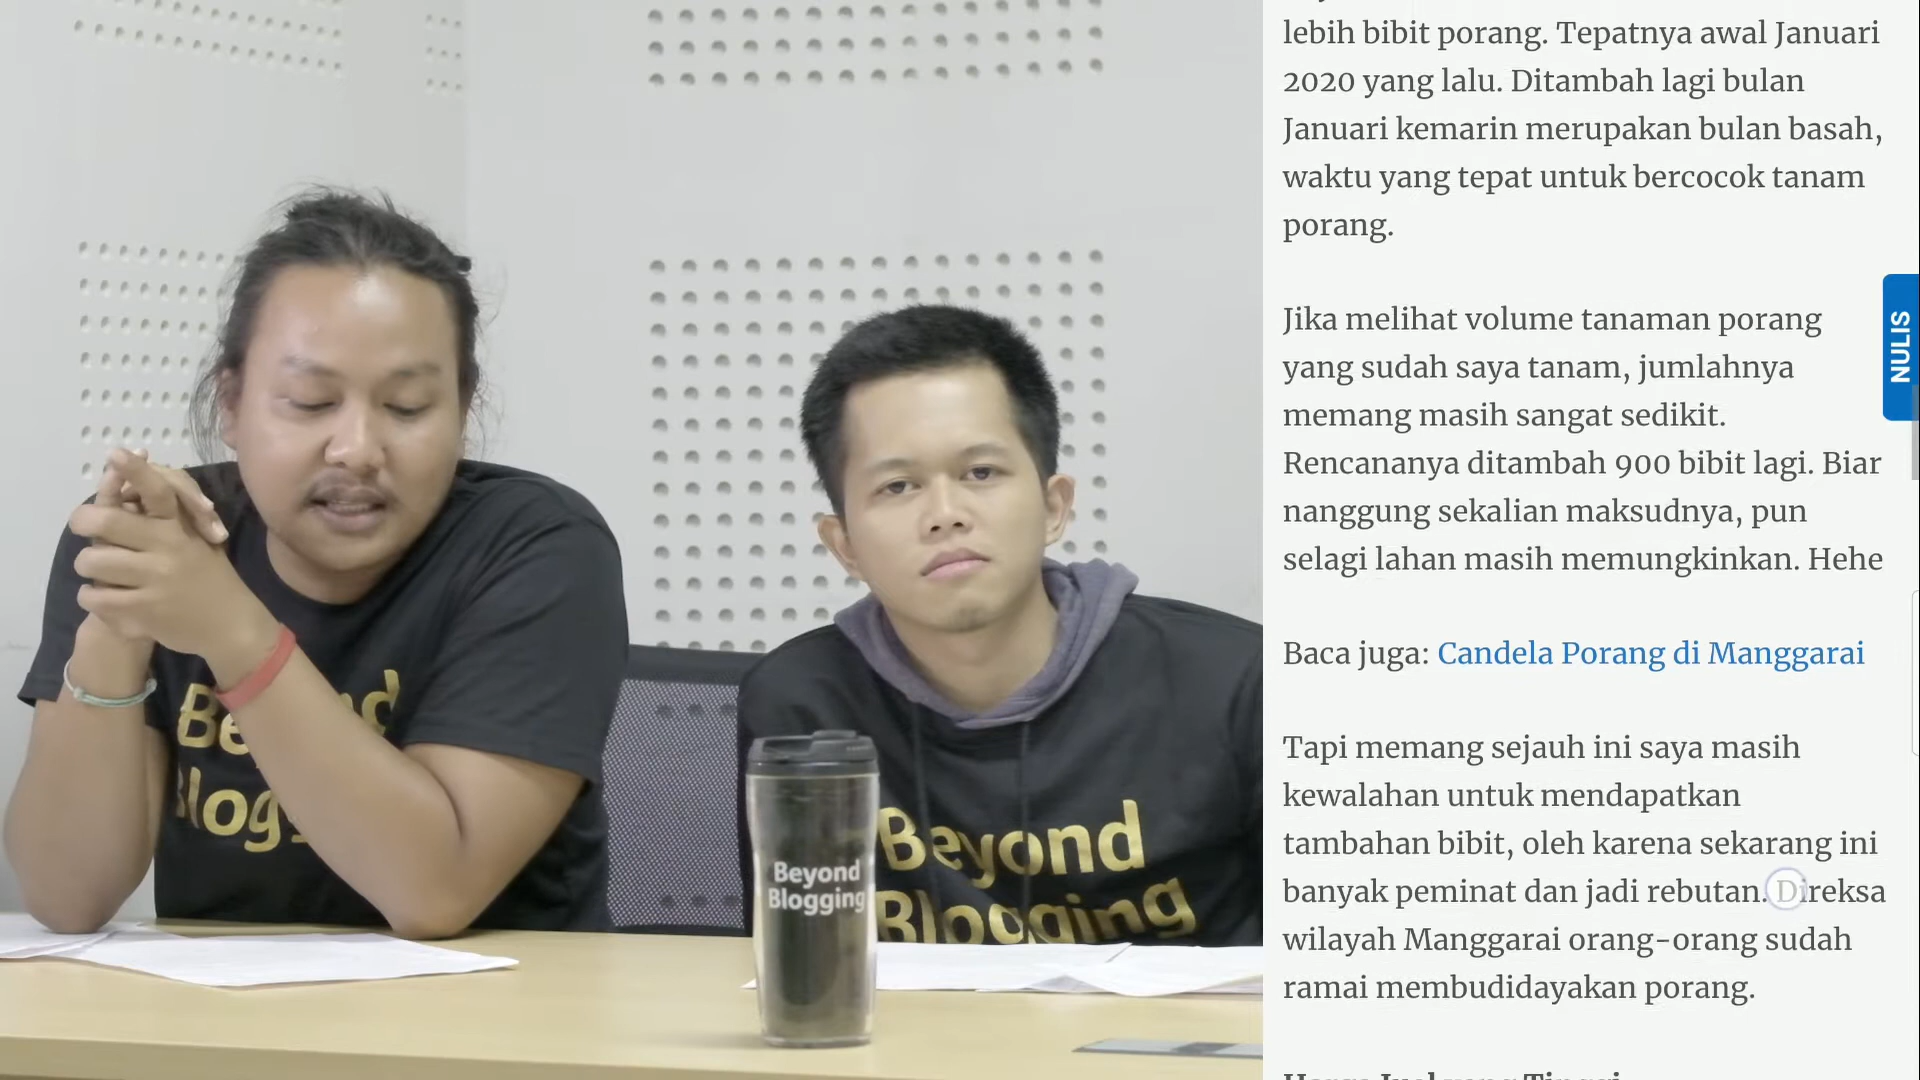 lebih bibit porang. Tepatnya awal Januari
2020 yang lalu. Ditambah lagi bulan
Januari kemarin merupakan bulan basah,
waktu yang tepat untuk bercocok tanam
porang.
Jika melihat volume tanaman porang
yang sudah saya tanam, jumlahnya
memang masih sangat sedikit.
Rencananya ditambah 900 bibit lagi. Biar
nanggung sekalian maksudnya, pun
selagi lahan masih memungkinkan. Hehe
Baca juga: Candela Porang di Manggarai
Tapi memang sejauh ini saya masih
kewalahan untuk mendapatkan
tambahan bibit, oleh karena sekarang ini
banyak peminat dan jadi rebutan. Direksa
wilayah Manggarai orang-orang sudah
ramai membudidayakan porang.
NULIS
Beyond
Blogging
Beyond
Blogging